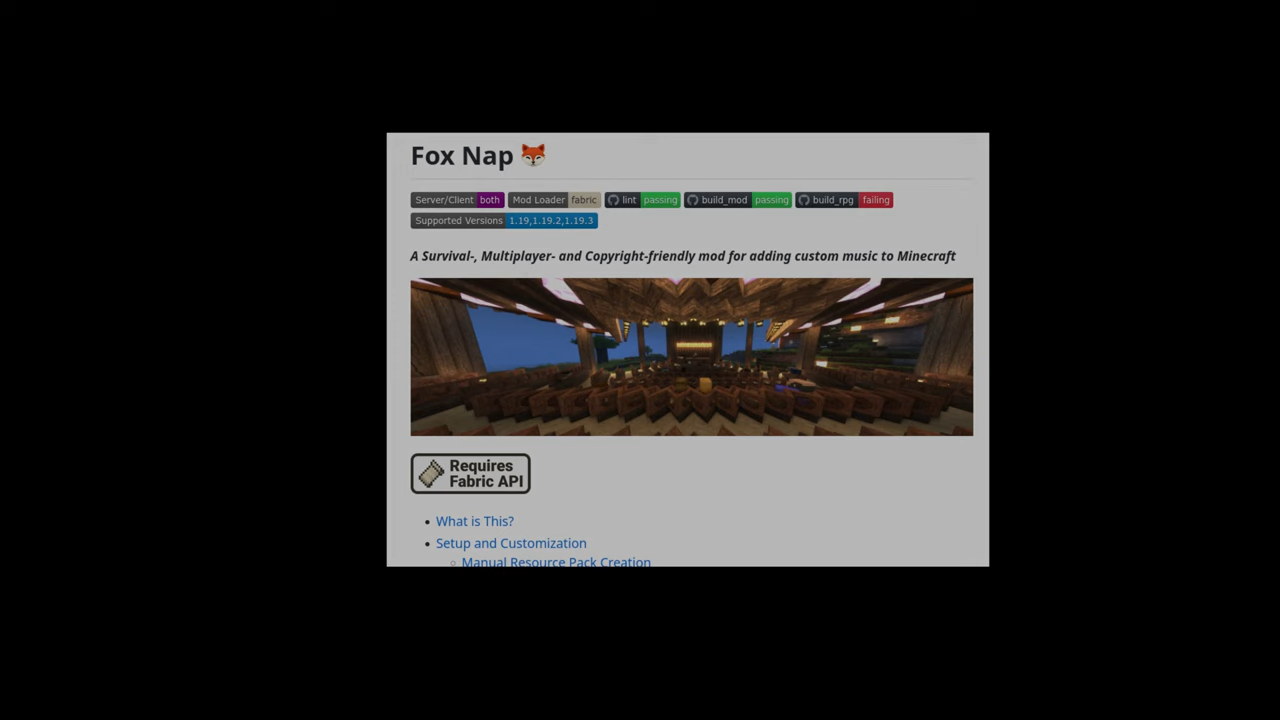 Fox Nap
Server/Client both Mod Loader fabric lint passing build_mod passing build_rpg failing
Supported Versions 1.19,1.19.2,1.19.3
A Survival-, Multiplayer- and Copyright-friendly mod for adding custom music to Minecraft
Requires
Fabric API
What is This?
Setup and Customization
Manual Resource Pack Creation